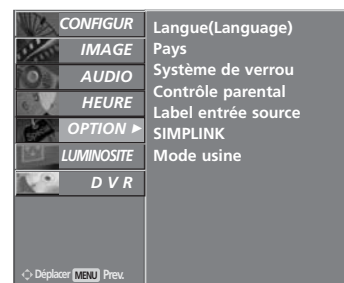 CONFIGUR
IMAGE
AUDIO
HEURE
OPTION ►
LUMINOSITE
D V R
Langue(Language)
Pays
Système de verrou
Contrôle parental
Label entrée source
SIMPLINK
Mode usine
Déplacer MENU Prev.